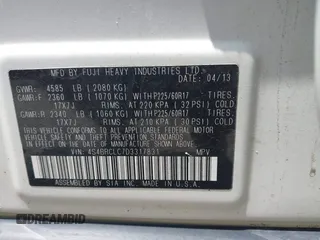 MFD BY FUJI HEAVY INDUSTRIES LTD.
DATE: 04/13
GVWR: 4585 LB (2080 KG)
GAWR:F 2360 LB (1070 KG) WITH P225/60R17 TIRES,
17X7J RIMS, AT 220 KPA (32 PSI) COLD
GAWR:R 2340 LB (1060 KG) WITH P225/60R17 TIRES,
17X7J RIMS, AT 210 KPA (30 PSI) COLD
THIS VEHICLE CONFORMS TO ALL APPLICABLE
FEDERAL MOTOR VEHICLE SAFETY, BUMPER, AND THEFT
PREVENTION STANDARDS IN EFFECT ON THE DATE OF
MANUFACTURE SHOWN ABOVE.
VIN: 4S4BRCLC7D3317831 MPV
ASSEMBLED BY SIA INC. MADE IN U.S.A.
AUTOBIDMASTER